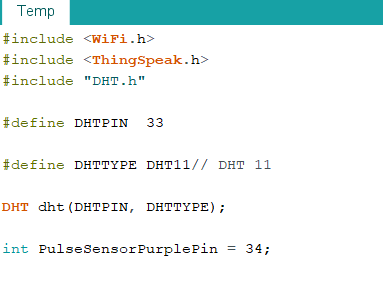 Temp
#include <WiFi.h>
#include <ThingSpeak.h>
#include "DHT.h"
#define DHTPIN  33
#define DHTTYPE DHT11// DHT 11
DHT dht(DHTPIN, DHTTYPE);
int PulseSensorPurplePin = 34;